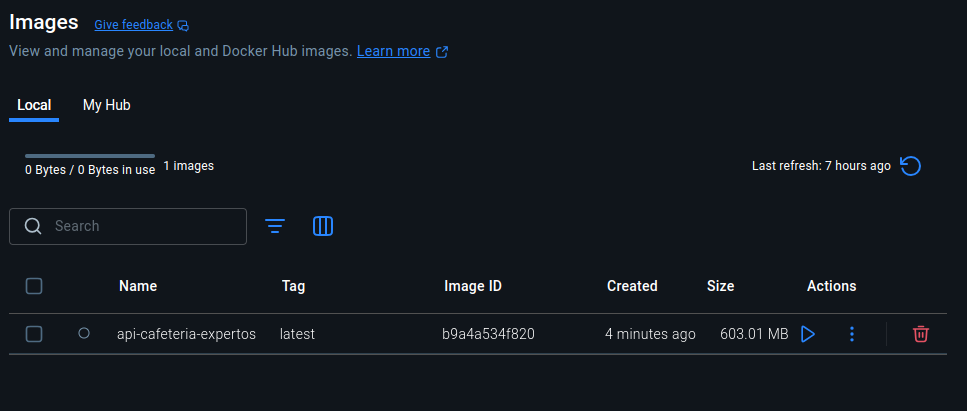 Images Give feedback
View and manage your local and Docker Hub images. Learn more
Local My Hub
0 Bytes / 0 Bytes in use 1 images Last refresh: 7 hours ago
Search
Name Tag Image ID Created Size Actions
api-cafeteria-expertos latest b9a4a534f820 4 minutes ago 603.01 MB